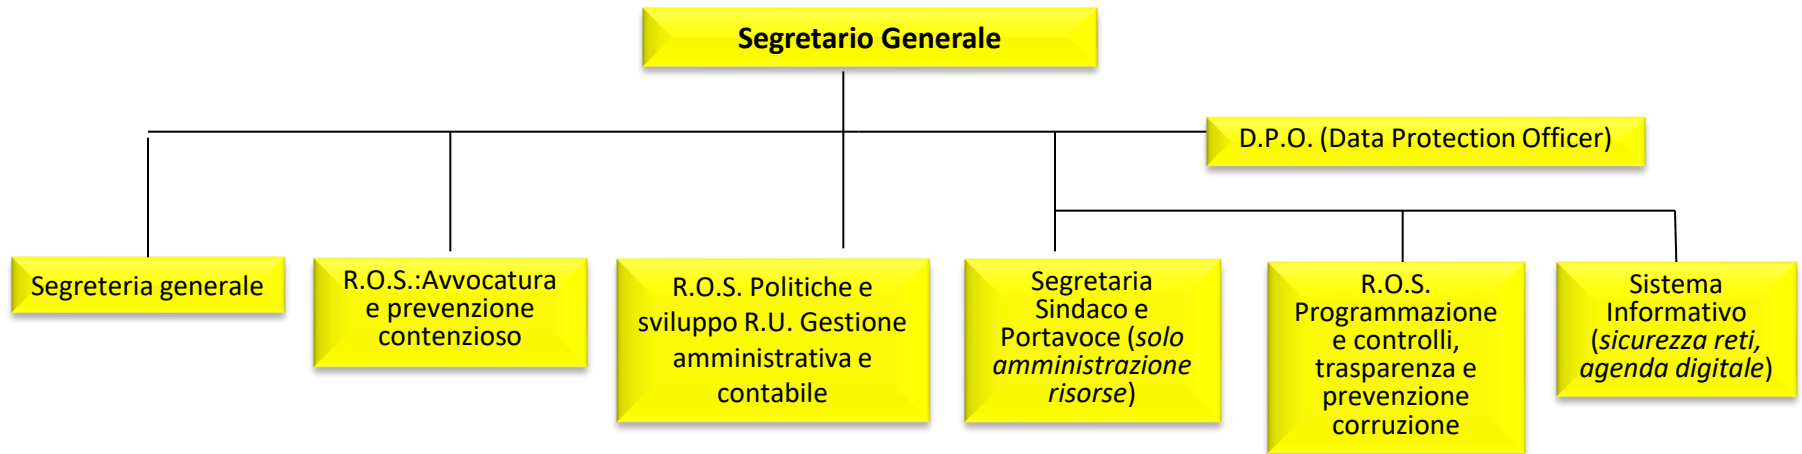 Segretario Generale
D.P.O. (Data Protection Officer)
Segreteria generale
R.O.S.:Avvocatura
e prevenzione
contenzioso
R.O.S. Politiche e
sviluppo R.U. Gestione
amministrativa e
contabile
Segretaria
Sindaco e
Portavoce (solo
amministrazione
risorse)
R.O.S.
Programmazione
e controlli,
trasparenza e
prevenzione
corruzione
Sistema
Informativo
(sicurezza reti,
agenda digitale)